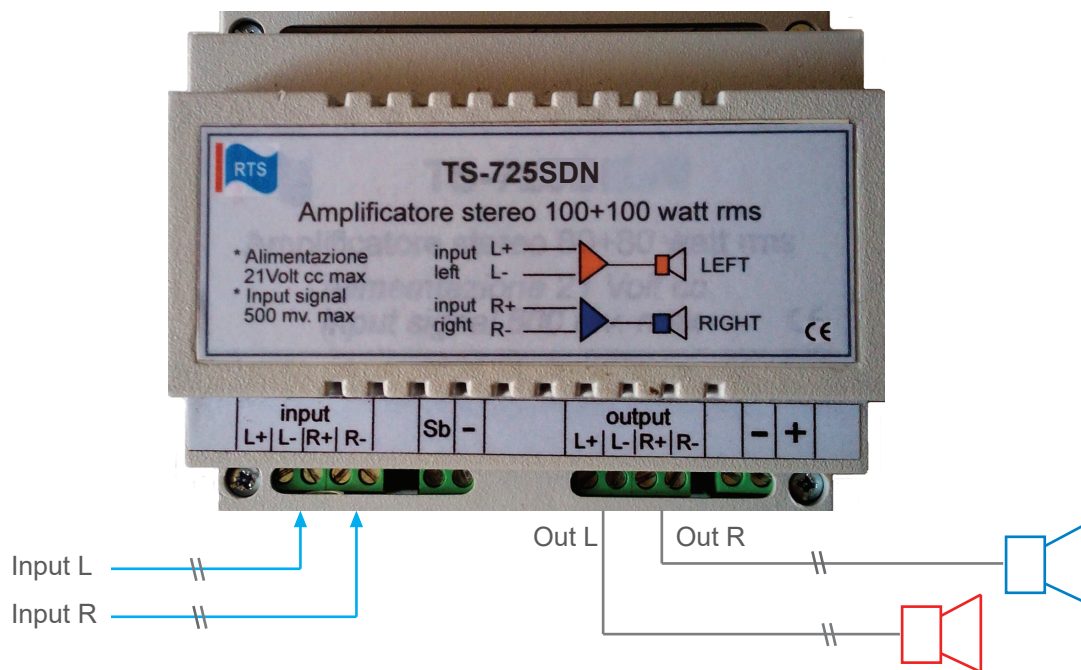 RTS
TS-725SDN
Amplificatore stereo 100+100 watt rms
* Alimentazione
21Volt cc max
* Input signal
500 mv. max
input L+
left L-
LEFT
input R+
right R-
RIGHT
CE
input
L+ L- R+ R-
Sb -
output
L+ L- R+ R-
- +
Out L
Out R
Input L
Input R